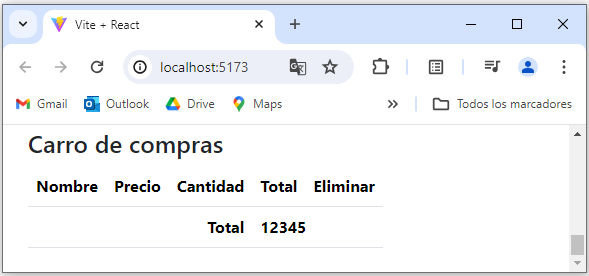 Vite + React
localhost:5173
Gmail Outlook Drive Maps » Todos los marcadores
Carro de compras
Nombre Precio Cantidad Total Eliminar
Total 12345